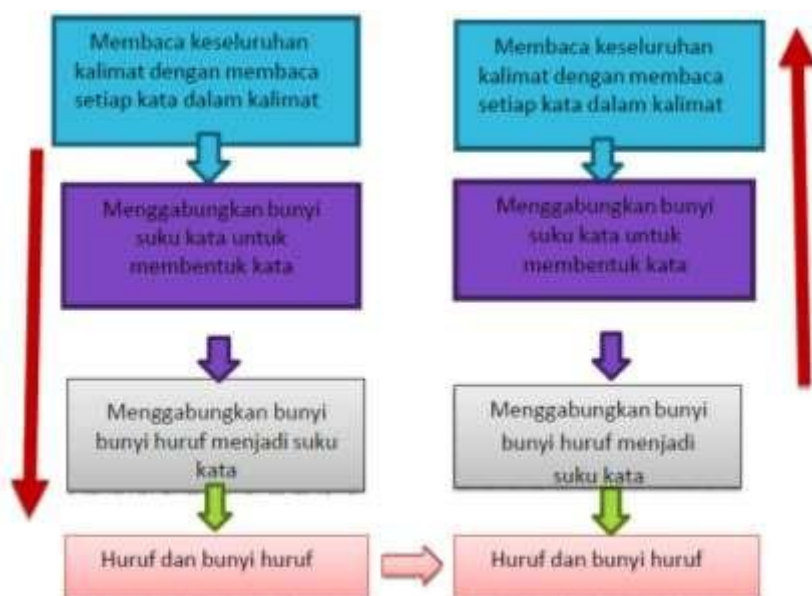 Membaca keseluruhan
kalimat dengan membaca
setiap kata dalam kalimat
Menggabungkan bunyi
suku kata untuk
membentuk kata
Menggabungkan bunyi
bunyi huruf menjadi suku
kata
Huruf dan bunyi huruf
Membaca keseluruhan
kalimat dengan membaca
setiap kata dalam kalimat
Menggabungkan bunyi
suku kata untuk
membentuk kata
Menggabungkan bunyi
bunyi huruf menjadi
suku kata
Huruf dan bunyi huruf